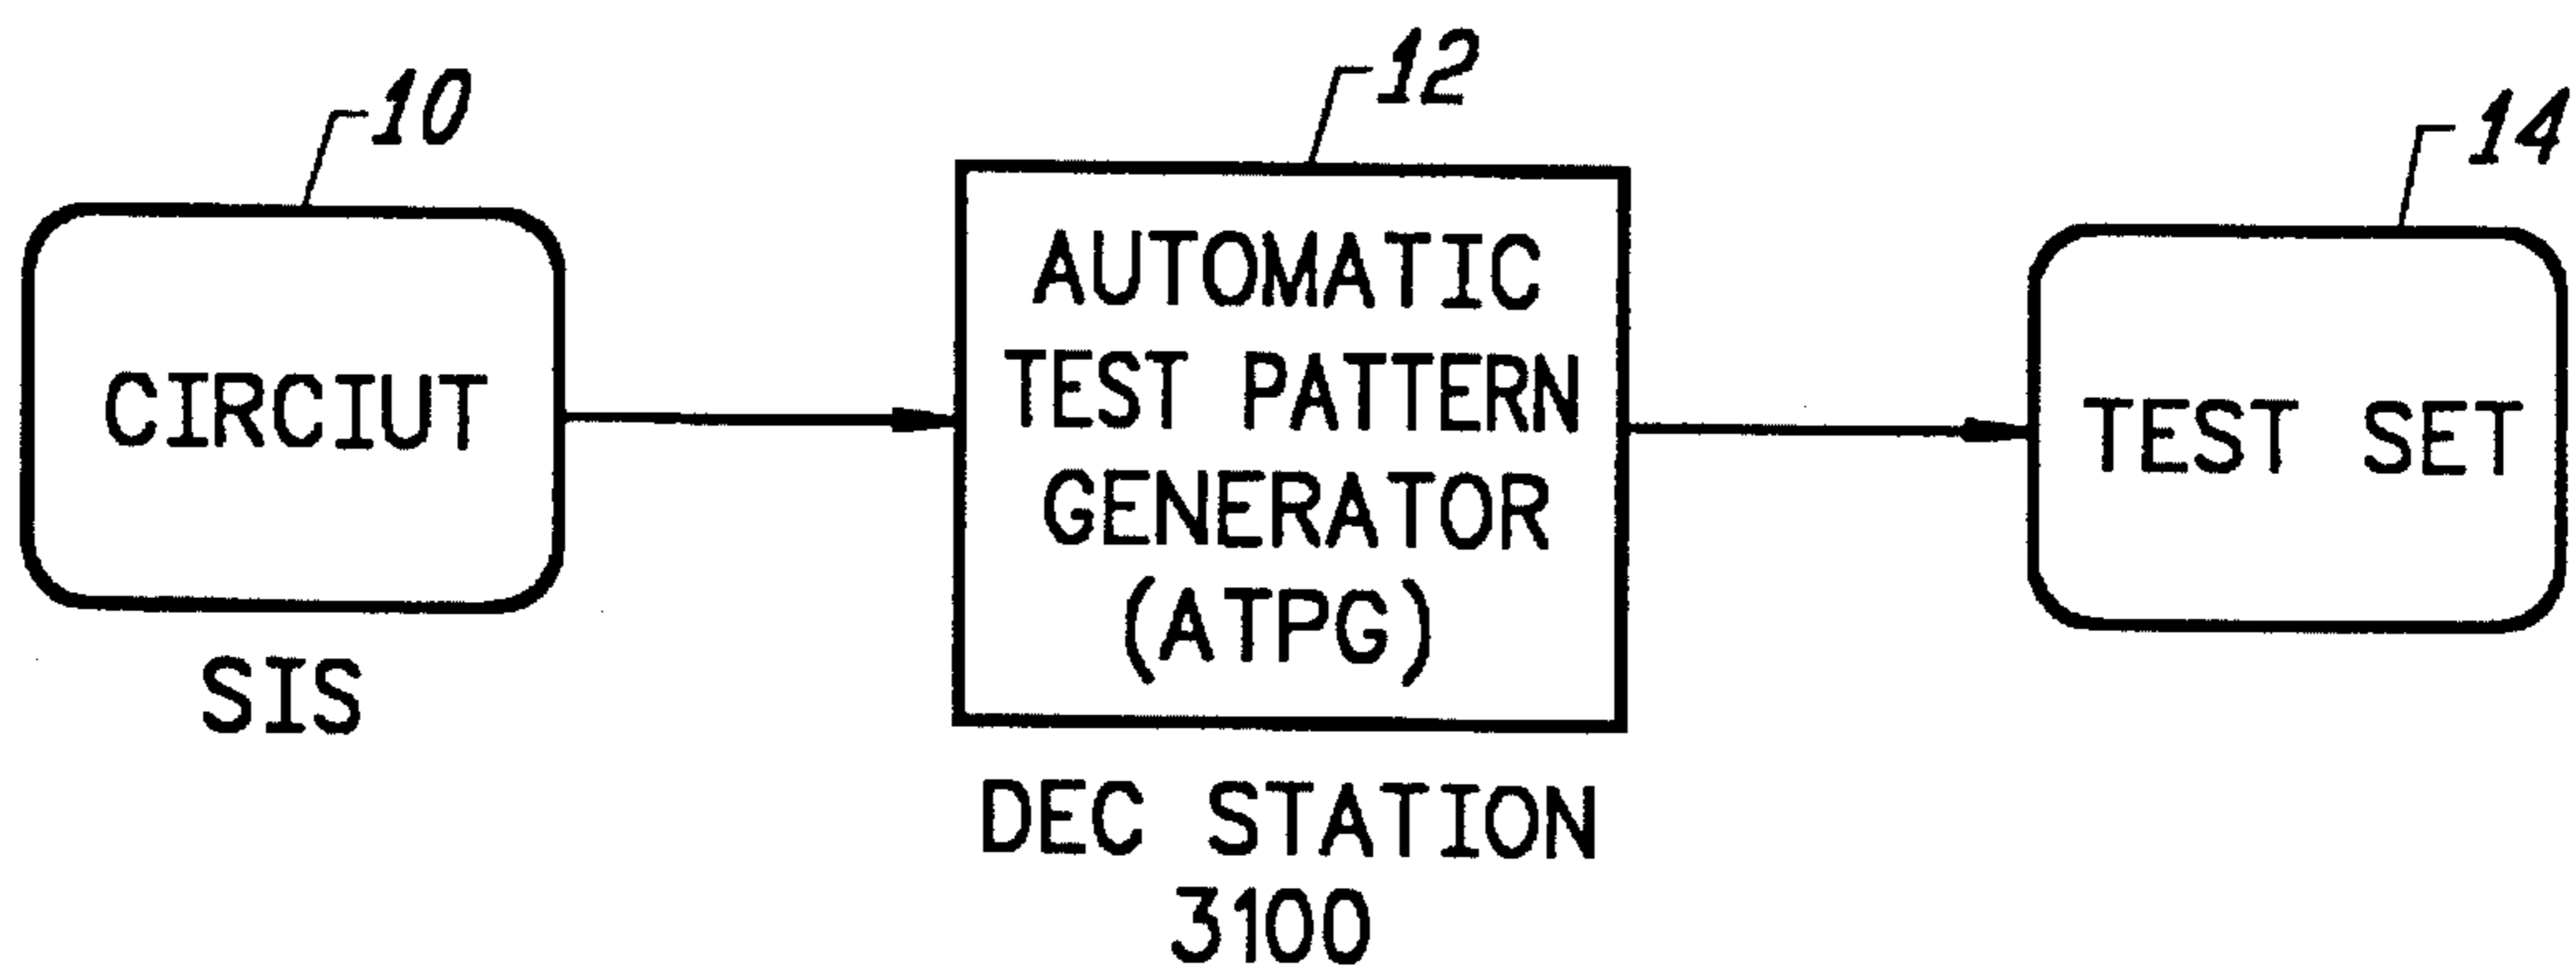 10
CIRCIUT
SIS
12
AUTOMATIC
TEST PATTERN
GENERATOR
(ATPG)
DEC STATION
3100
14
TEST SET